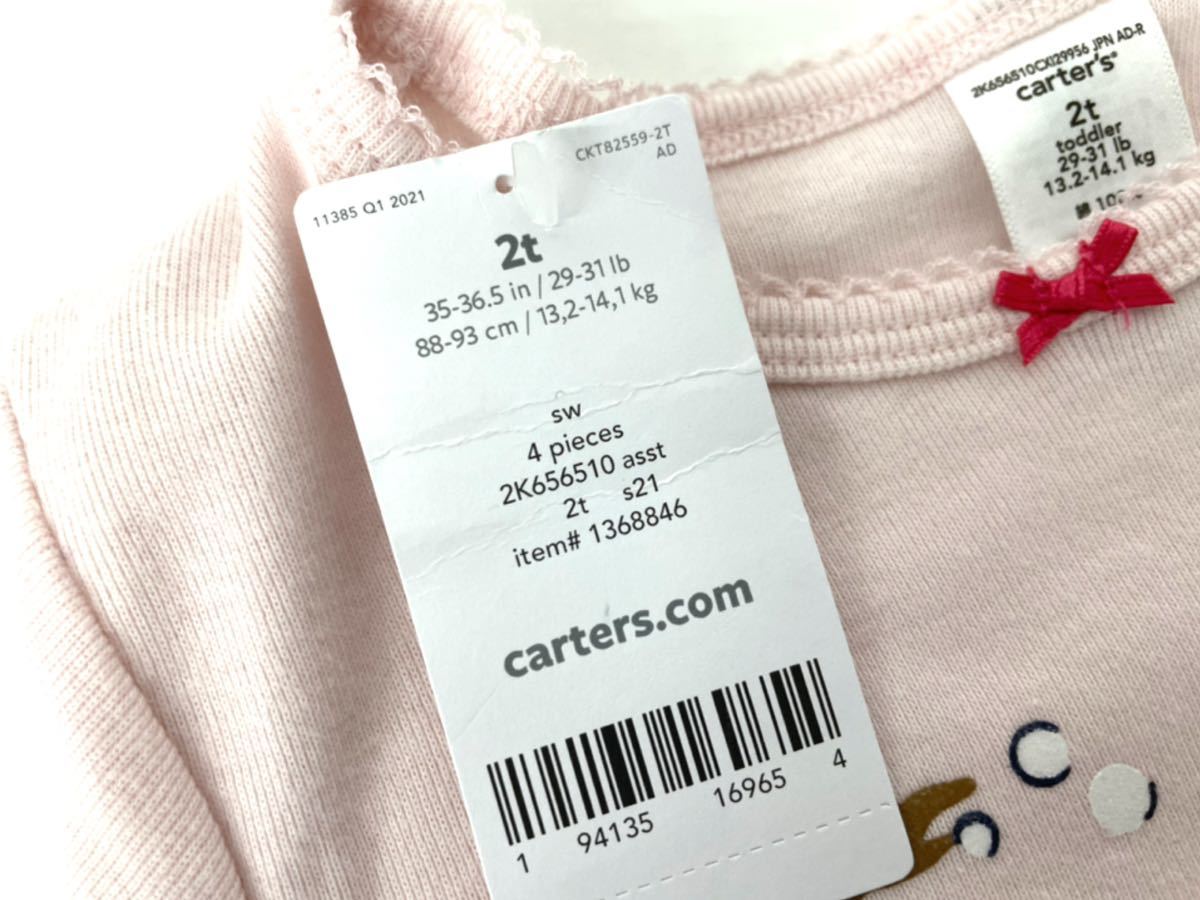 11385 Q1 2021
CKT82559-2T
AD
2t
35-36.5 in / 29-31 lb
88-93 cm / 13,2-14,1 kg
sw
4 pieces
2K656510 asst
2t s21
item# 1368846
carters.com
1 94135 16965 4
2K656510CXI29956 JPN AD-R
carter's
2t
toddler
29-31 lb
13.2-14.1 kg